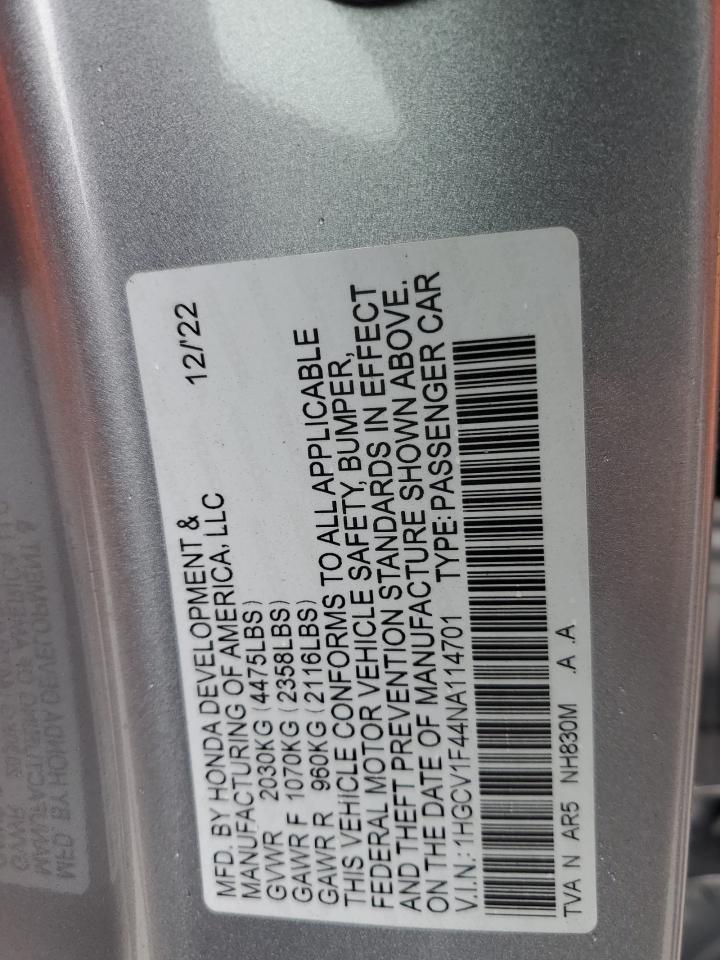 MFD. BY HONDA DEVELOPMENT &
MANUFACTURING OF AMERICA, LLC 12/'22
GVWR 2030KG (4475LBS)
GAWR F 1070KG (2358LBS)
GAWR R 960KG (2116LBS)
THIS VEHICLE CONFORMS TO ALL APPLICABLE
FEDERAL MOTOR VEHICLE SAFETY, BUMPER,
AND THEFT PREVENTION STANDARDS IN EFFECT
ON THE DATE OF MANUFACTURE SHOWN ABOVE.
V.I.N.: 1HGCV1F44NA114701 TYPE: PASSENGER CAR
TVA N AR5 NH830M .A .A